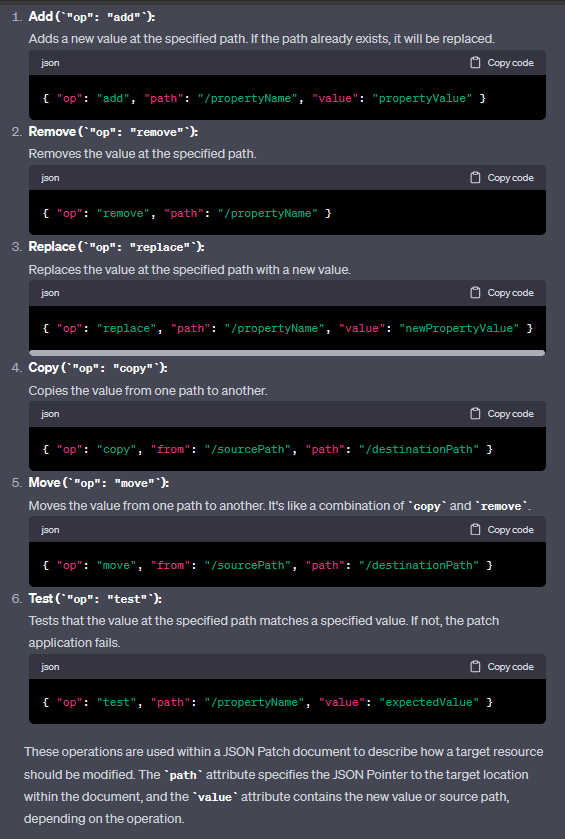 1. Add (`"op": "add"`):
Adds a new value at the specified path. If the path already exists, it will be replaced.
json Copy code
{ "op": "add", "path": "/propertyName", "value": "propertyValue" }
2. Remove (`"op": "remove"`):
Removes the value at the specified path.
json Copy code
{ "op": "remove", "path": "/propertyName" }
3. Replace (`"op": "replace"`):
Replaces the value at the specified path with a new value.
json Copy code
{ "op": "replace", "path": "/propertyName", "value": "newPropertyValue" }
4. Copy (`"op": "copy"`):
Copies the value from one path to another.
json Copy code
{ "op": "copy", "from": "/sourcePath", "path": "/destinationPath" }
5. Move (`"op": "move"`):
Moves the value from one path to another. It's like a combination of `copy` and `remove`.
json Copy code
{ "op": "move", "from": "/sourcePath", "path": "/destinationPath" }
6. Test (`"op": "test"`):
Tests that the value at the specified path matches a specified value. If not, the patch
application fails.
json Copy code
{ "op": "test", "path": "/propertyName", "value": "expectedValue" }
These operations are used within a JSON Patch document to describe how a target resource
should be modified. The `path` attribute specifies the JSON Pointer to the target location
within the document, and the `value` attribute contains the new value or source path,
depending on the operation.